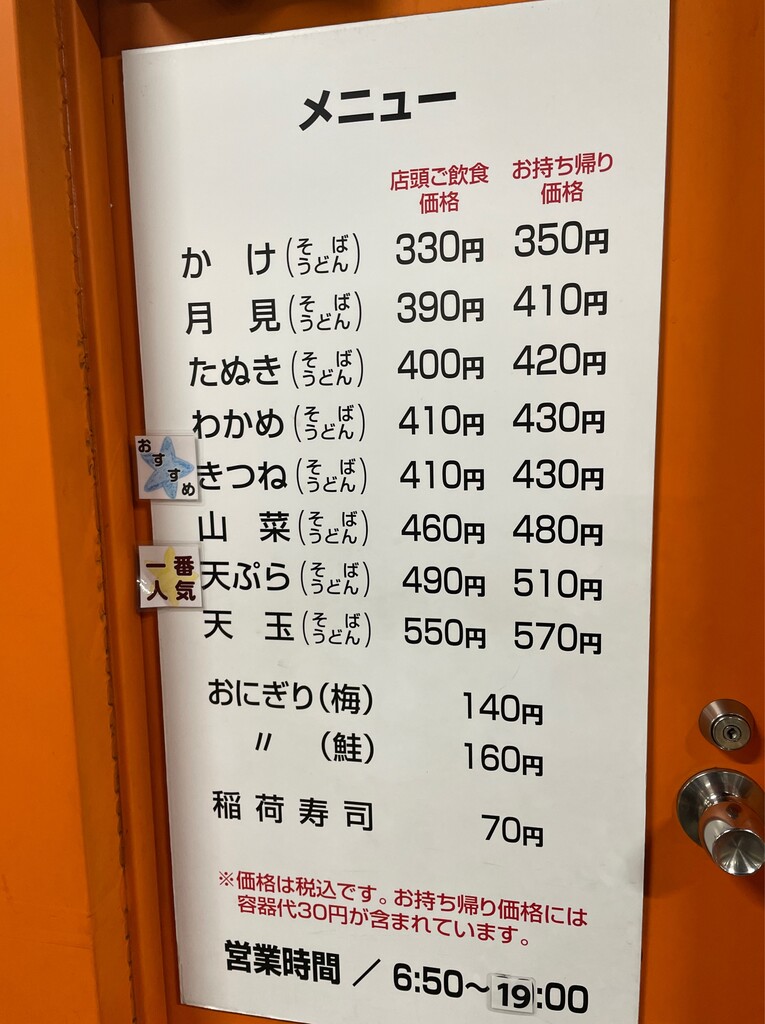 メニュー
店頭ご飲食価格 お持ち帰り価格
かけ(そば うどん) 330円 350円
月見(そば うどん) 390円 410円
たぬき(そば うどん) 400円 420円
わかめ(そば うどん) 410円 430円
おすすめ きつね(そば うどん) 410円 430円
山菜(そば うどん) 460円 480円
一番人気 天ぷら(そば うどん) 490円 510円
天玉(そば うどん) 550円 570円
おにぎり(梅) 140円
〃 (鮭) 160円
稲荷寿司 70円
※価格は税込です。お持ち帰り価格には
容器代30円が含まれています。
営業時間 / 6:50~19:00